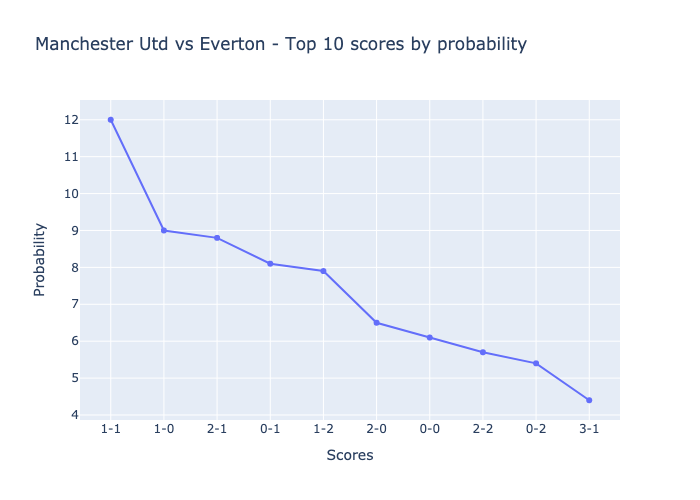 Manchester Utd vs Everton - Top 10 scores by probability
12
11
10
9
8
7
6
5
4
Probability
1-1 1-0 2-1 0-1 1-2 2-0 0-0 2-2 0-2 3-1
Scores